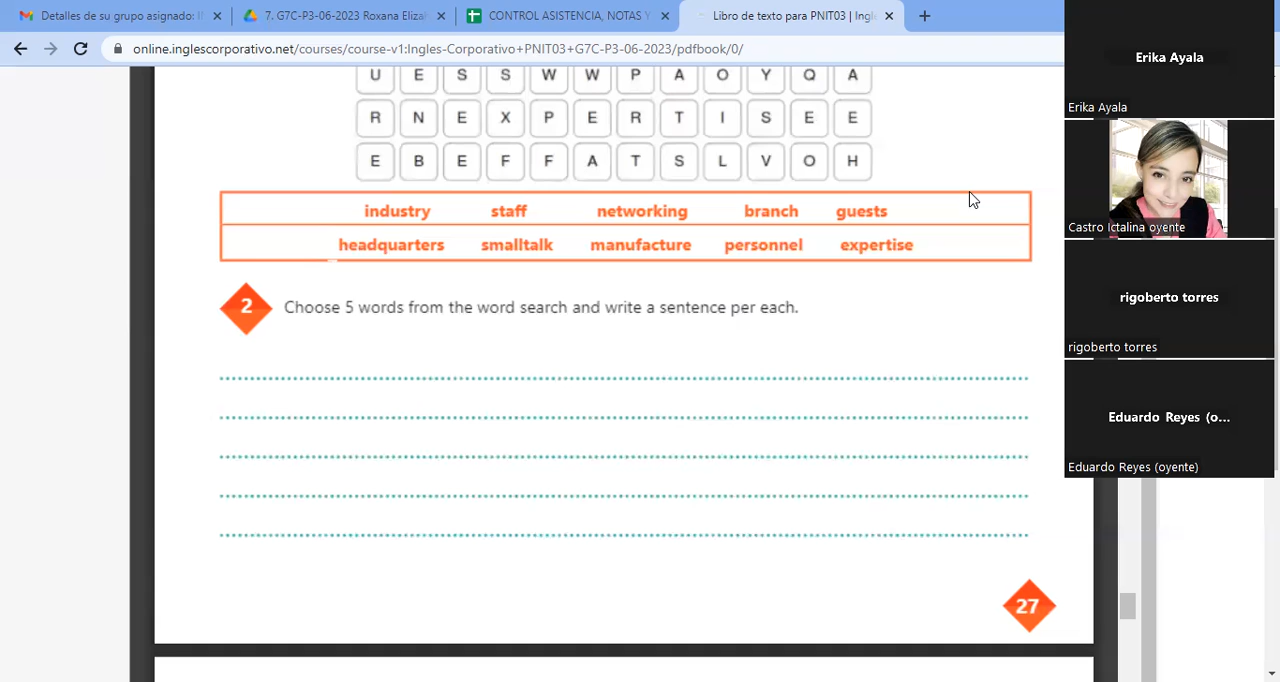 Detalles de su grupo asignado: I
7. G7C-P3-06-2023 Roxana Eliza
CONTROL ASISTENCIA, NOTAS Y
Libro de texto para PNIT03 | Ingl
online.inglescorporativo.net/courses/course-v1:Ingles-Corporativo+PNIT03+G7C-P3-06-2023/pdfbook/0/
U E S S W W P A O Y Q A
R N E X P E R T I S E E
E B E F F A T S L V O H
industry staff networking branch guests
headquarters smalltalk manufacture personnel expertise
2 Choose 5 words from the word search and write a sentence per each.
27
Erika Ayala
Erika Ayala
Castro Ictalina oyente
rigoberto torres
rigoberto torres
Eduardo Reyes (o...
Eduardo Reyes (oyente)